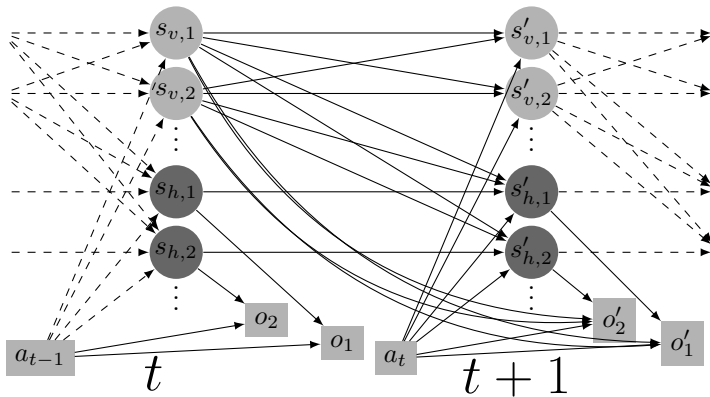 s_{v,1} s'_{v,1}
s_{v,2} s'_{v,2}
⋮ ⋮
s_{h,1} s'_{h,1}
s_{h,2} s'_{h,2}
⋮ ⋮
o_2 o'_2
a_{t−1} o_1 a_t o'_1
t t + 1